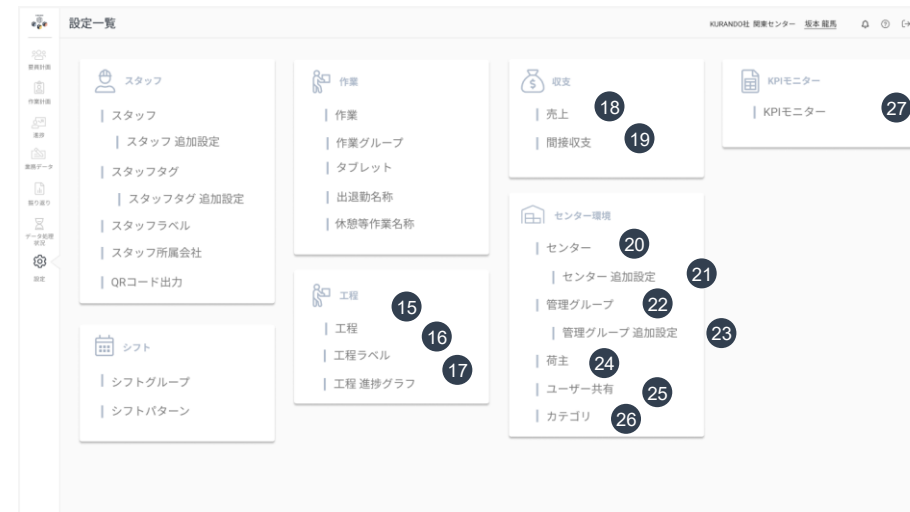 設定一覧
KURANDO社 関東センター 坂本 龍馬
要員計画
作業計画
進捗
業務データ
振り返り
データ処理
状況
設定
スタッフ
スタッフ
スタッフ 追加設定
スタッフタグ
スタッフタグ 追加設定
スタッフラベル
スタッフ所属会社
QRコード出力
シフト
シフトグループ
シフトパターン
作業
作業
作業グループ
タブレット
出退勤名称
休憩等作業名称
工程
15
工程
16
工程ラベル
17
工程 進捗グラフ
収支
売上
18
間接収支
19
センター環境
センター
20
センター 追加設定
21
管理グループ
22
管理グループ 追加設定
23
荷主
24
ユーザー共有
25
カテゴリ
26
KPIモニター
KPIモニター
27